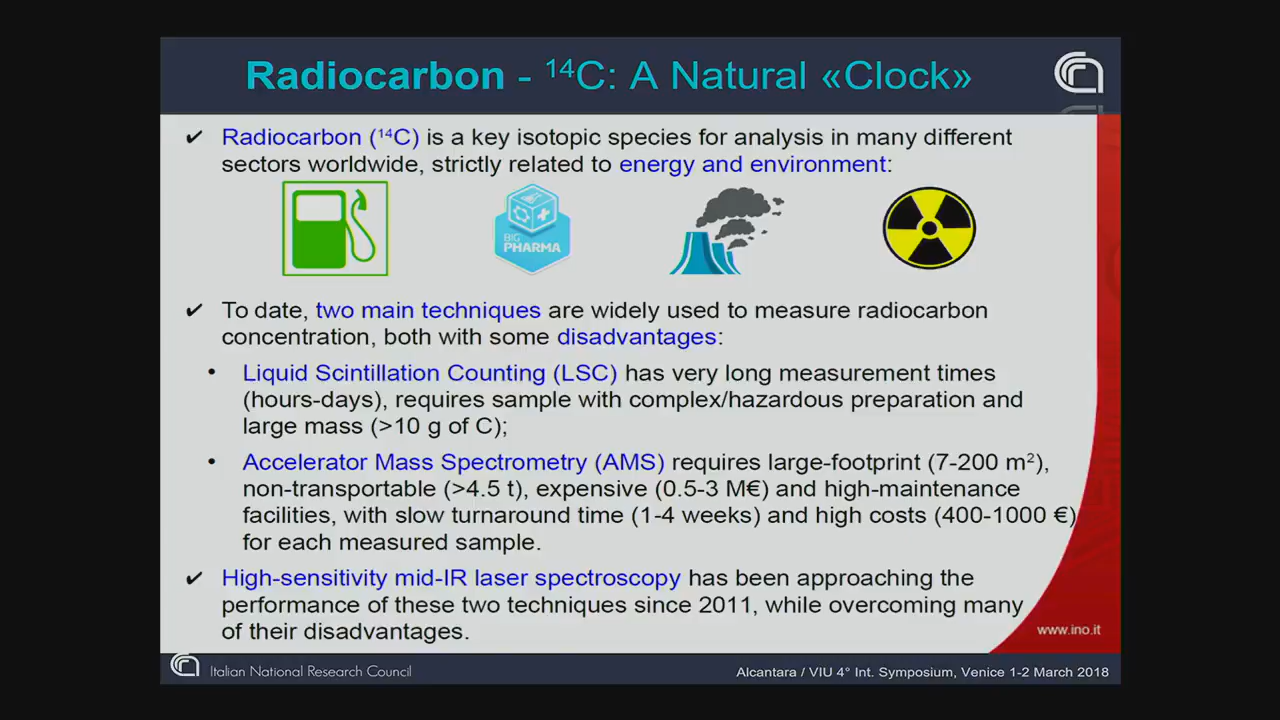 Radiocarbon - ¹⁴C: A Natural «Clock»
✔ Radiocarbon (¹⁴C) is a key isotopic species for analysis in many different
sectors worldwide, strictly related to energy and environment:
BIG
PHARMA
✔ To date, two main techniques are widely used to measure radiocarbon
concentration, both with some disadvantages:
• Liquid Scintillation Counting (LSC) has very long measurement times
(hours-days), requires sample with complex/hazardous preparation and
large mass (>10 g of C);
• Accelerator Mass Spectrometry (AMS) requires large-footprint (7-200 m²),
non-transportable (>4.5 t), expensive (0.5-3 M€) and high-maintenance
facilities, with slow turnaround time (1-4 weeks) and high costs (400-1000 €)
for each measured sample.
✔ High-sensitivity mid-IR laser spectroscopy has been approaching the
performance of these two techniques since 2011, while overcoming many
of their disadvantages.
www.ino.it
Italian National Research Council
Alcantara / VIU 4° Int. Symposium, Venice 1-2 March 2018